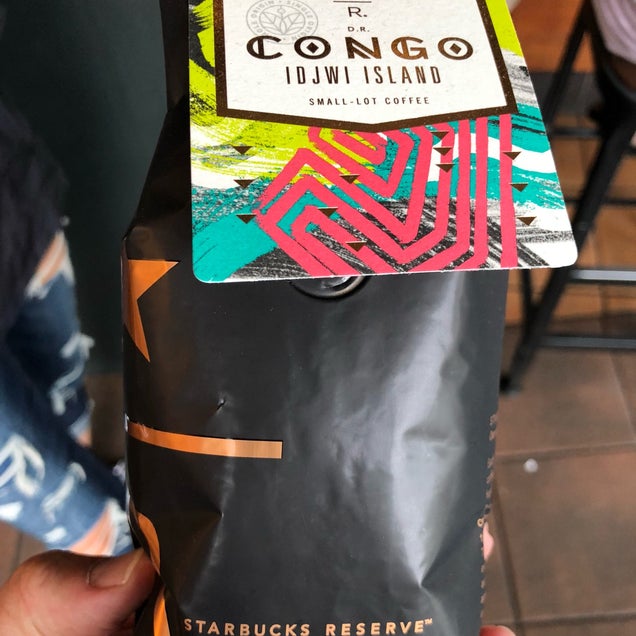 R.
D.R.
CONGO
IDJWI ISLAND
SMALL-LOT COFFEE
STARBUCKS RESERVE™